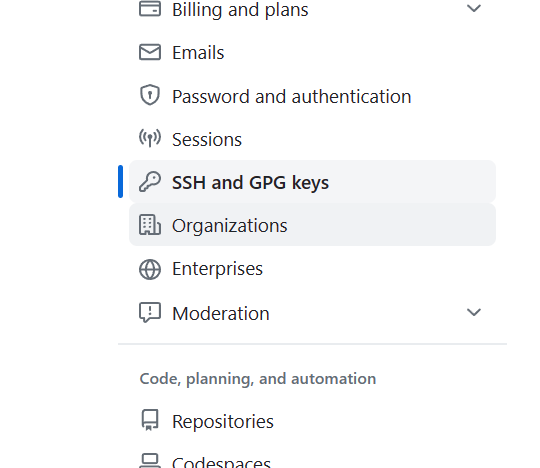 Billing and plans
Emails
Password and authentication
Sessions
SSH and GPG keys
Organizations
Enterprises
Moderation
Code, planning, and automation
Repositories
Codespaces